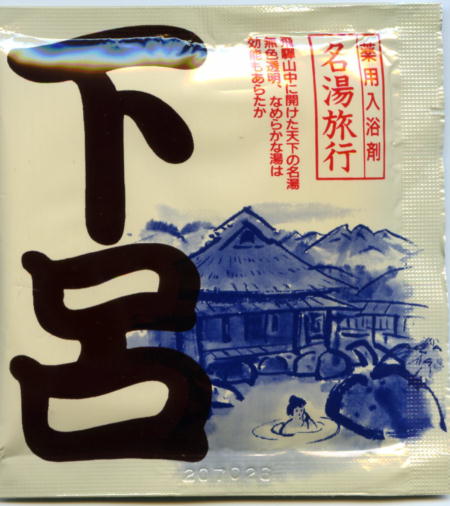 薬用入浴剤
名湯旅行
飛騨山中に開けた天下の名湯
無色透明、なめらかな湯は
効能もあらたか
下呂
207028